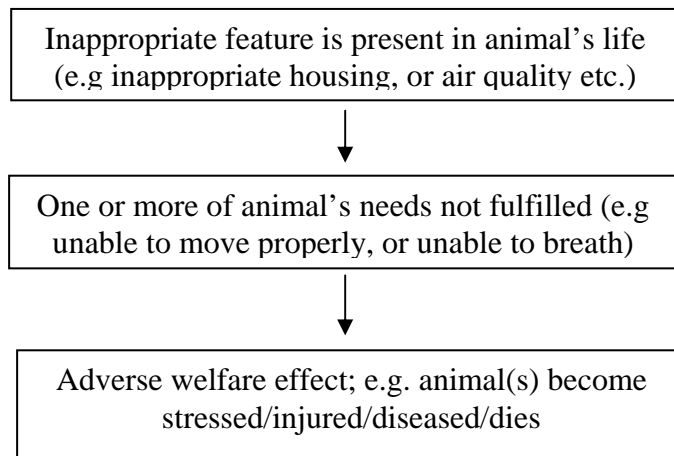 Inappropriate feature is present in animal’s life
(e.g inappropriate housing, or air quality etc.)
One or more of animal’s needs not fulfilled (e.g
unable to move properly, or unable to breath)
Adverse welfare effect; e.g. animal(s) become
stressed/injured/diseased/dies